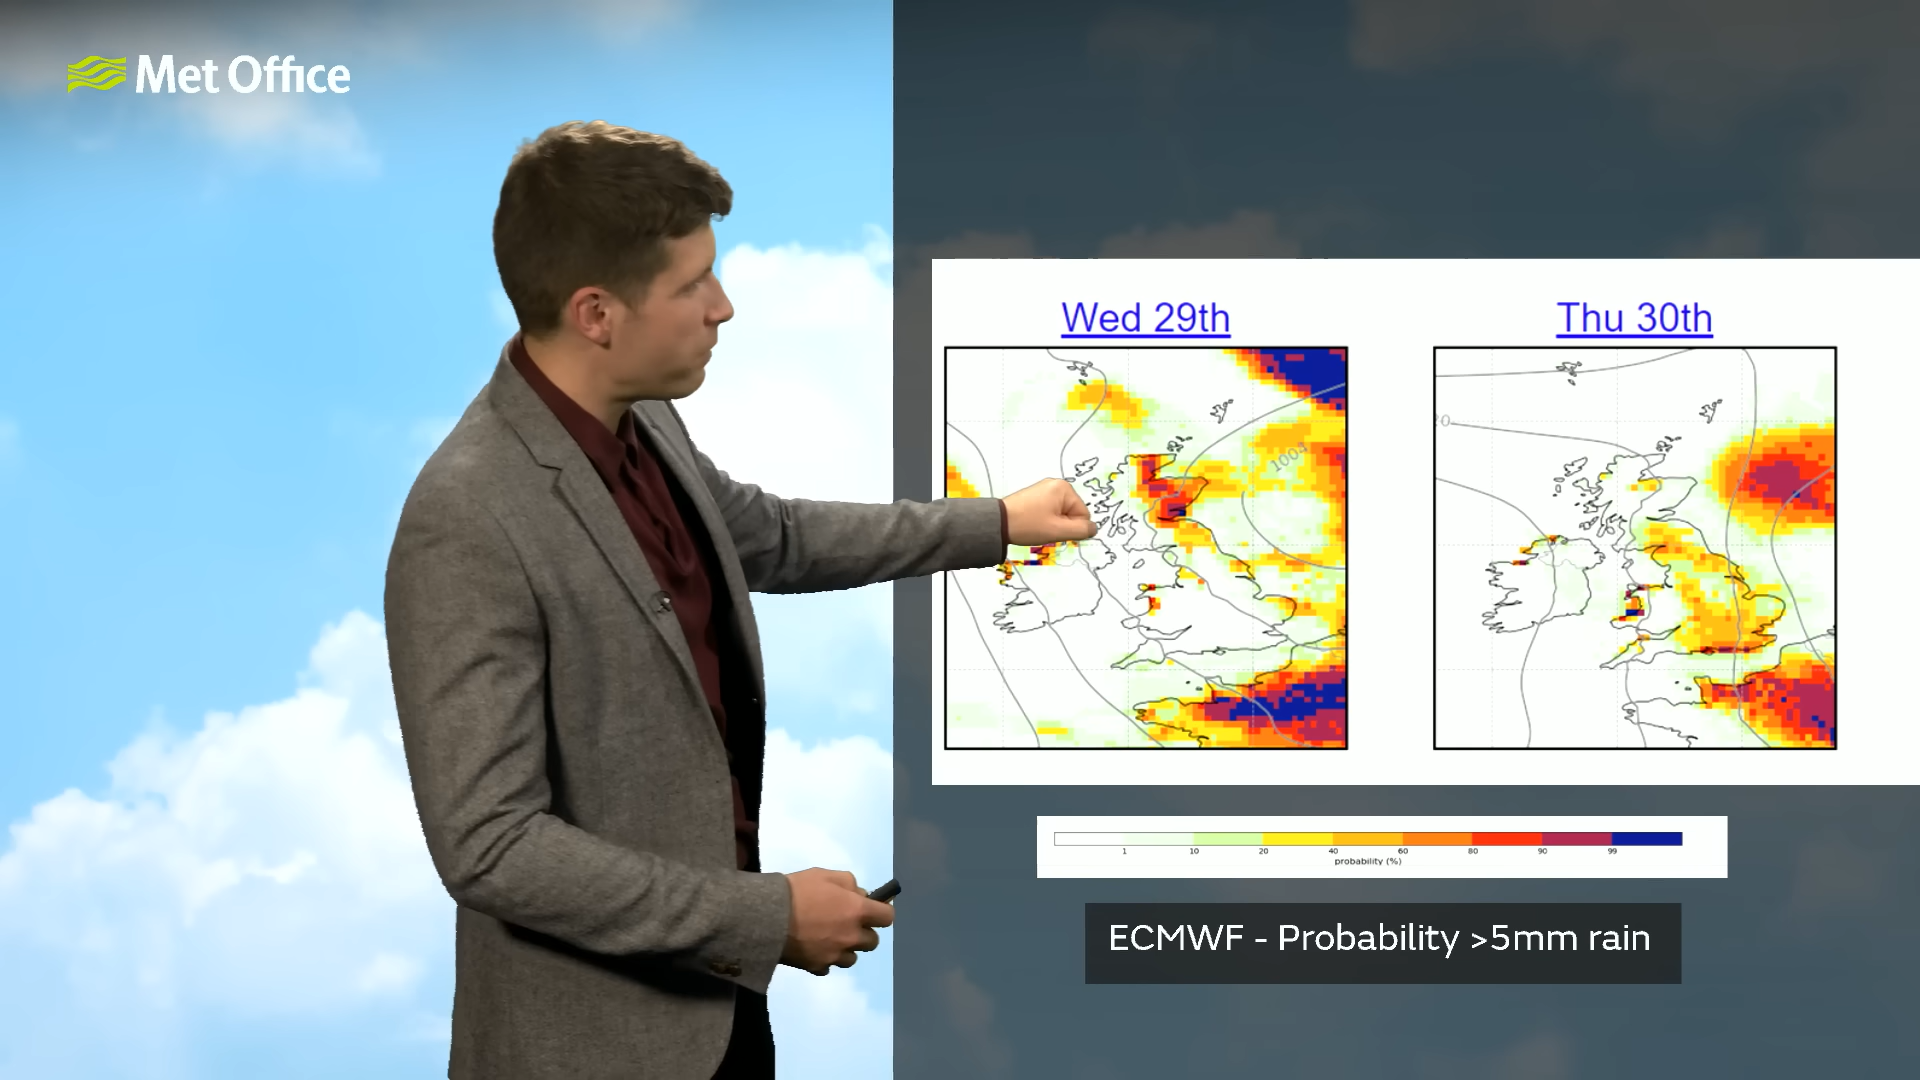 Met Office
Wed 29th
Thu 30th
1004
20
1 10 20 40 60 80 90 99
probability (%)
ECMWF - Probability >5mm rain